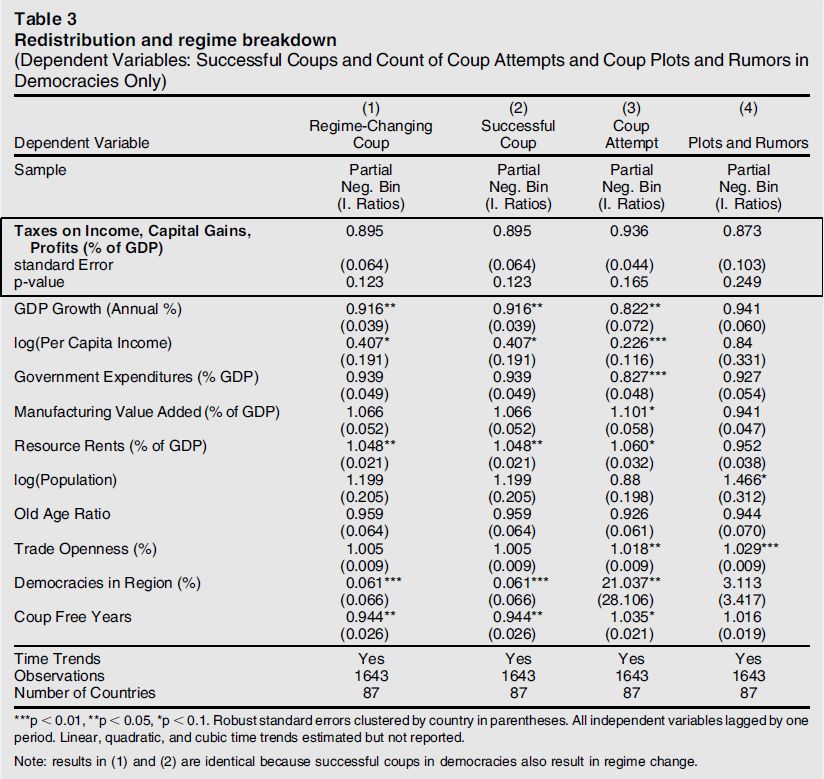 Table 3
Redistribution and regime breakdown
(Dependent Variables: Successful Coups and Count of Coup Attempts and Coup Plots and Rumors in
Democracies Only)
(1) (2) (3) (4)
Regime-Changing Successful Coup
Dependent Variable Coup Coup Attempt Plots and Rumors
Sample Partial Partial Partial Partial
Neg. Bin Neg. Bin Neg. Bin Neg. Bin
(I. Ratios) (I. Ratios) (I. Ratios) (I. Ratios)
Taxes on Income, Capital Gains, 0.895 0.895 0.936 0.873
Profits (% of GDP)
standard Error (0.064) (0.064) (0.044) (0.103)
p-value 0.123 0.123 0.165 0.249
GDP Growth (Annual %) 0.916** 0.916** 0.822** 0.941
(0.039) (0.039) (0.072) (0.060)
log(Per Capita Income) 0.407* 0.407* 0.226*** 0.84
(0.191) (0.191) (0.116) (0.331)
Government Expenditures (% GDP) 0.939 0.939 0.827*** 0.927
(0.049) (0.049) (0.048) (0.054)
Manufacturing Value Added (% of GDP) 1.066 1.066 1.101* 0.941
(0.052) (0.052) (0.058) (0.047)
Resource Rents (% of GDP) 1.048** 1.048** 1.060* 0.952
(0.021) (0.021) (0.032) (0.038)
log(Population) 1.199 1.199 0.88 1.466*
(0.205) (0.205) (0.198) (0.312)
Old Age Ratio 0.959 0.959 0.926 0.944
(0.064) (0.064) (0.061) (0.070)
Trade Openness (%) 1.005 1.005 1.018** 1.029***
(0.009) (0.009) (0.009) (0.009)
Democracies in Region (%) 0.061*** 0.061*** 21.037** 3.113
(0.066) (0.066) (28.106) (3.417)
Coup Free Years 0.944** 0.944** 1.035* 1.016
(0.026) (0.026) (0.021) (0.019)
Time Trends Yes Yes Yes Yes
Observations 1643 1643 1643 1643
Number of Countries 87 87 87 87
***p < 0.01, **p < 0.05, *p < 0.1. Robust standard errors clustered by country in parentheses. All independent variables lagged by one
period. Linear, quadratic, and cubic time trends estimated but not reported.
Note: results in (1) and (2) are identical because successful coups in democracies also result in regime change.